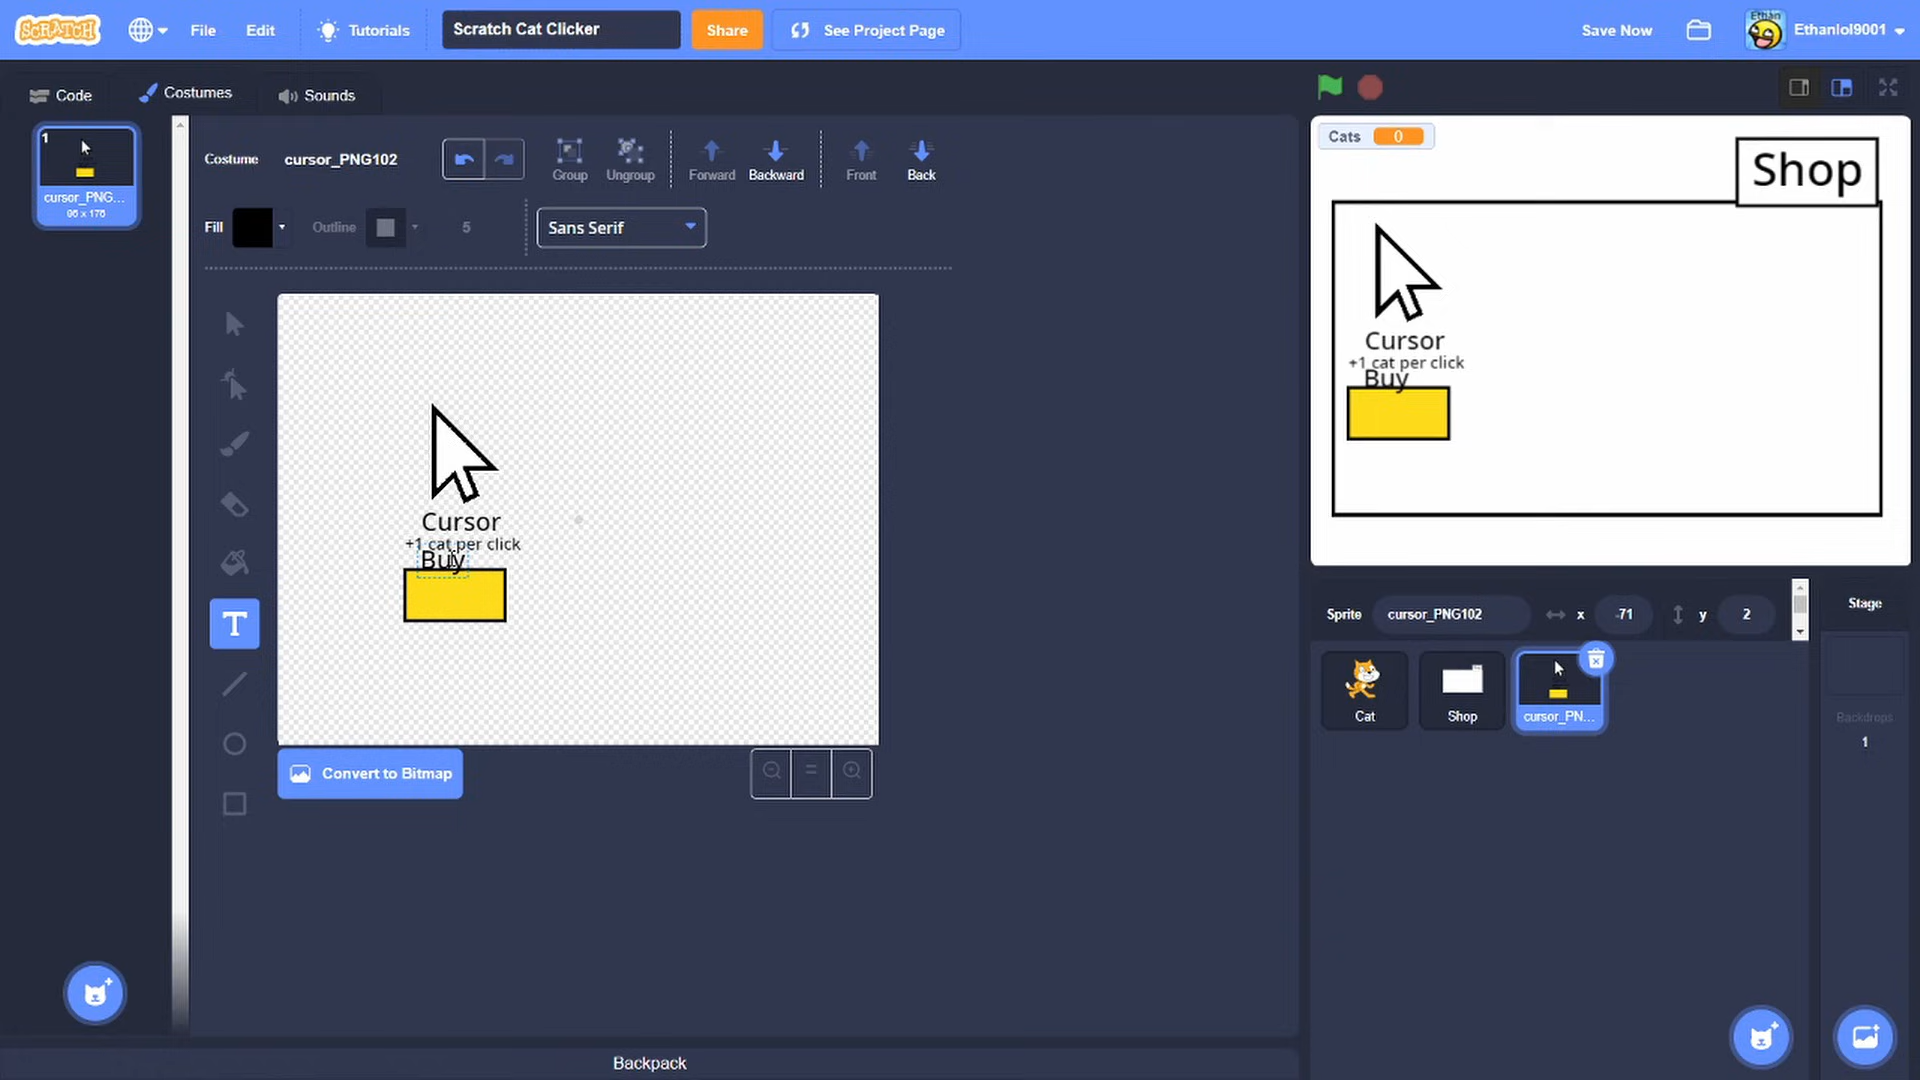 SCRATCH
File
Edit
Tutorials
Scratch Cat Clicker
Share
See Project Page
Save Now
Ethan
Ethanlol9001
Code
Costumes
Sounds
1
cursor_PNG...
96 x 176
Costume
cursor_PNG102
Group
Ungroup
Forward
Backward
Front
Back
Fill
Outline
5
Sans Serif
Cursor
+1 cat per click
Buy
T
Convert to Bitmap
=
Cats 0
Shop
Cursor
+1 cat per click
Buy
Sprite
cursor_PNG102
x
-71
y
2
Stage
Cat
Shop
cursor_PN...
Backdrops
1
Backpack